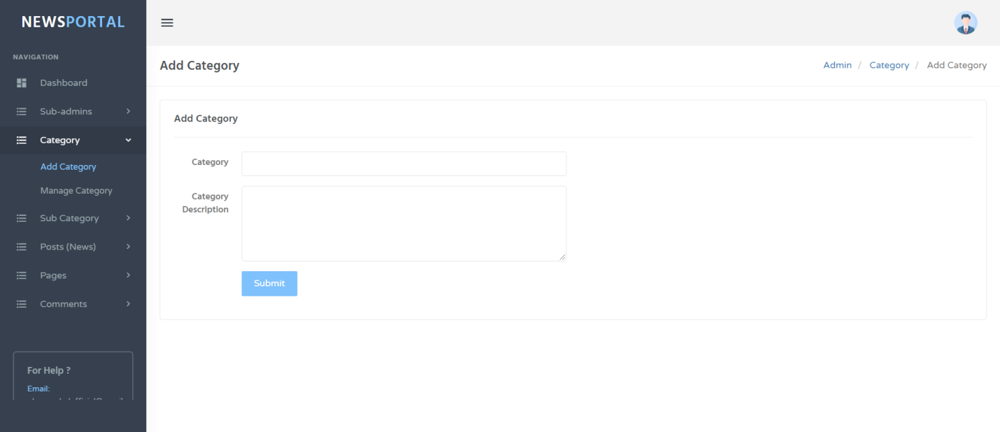 NEWSPORTAL
NAVIGATION
Dashboard
Sub-admins
Category
Add Category
Manage Category
Sub Category
Posts (News)
Pages
Comments
For Help ?
Email:
Add Category
Admin / Category / Add Category
Add Category
Category
Category
Description
Submit